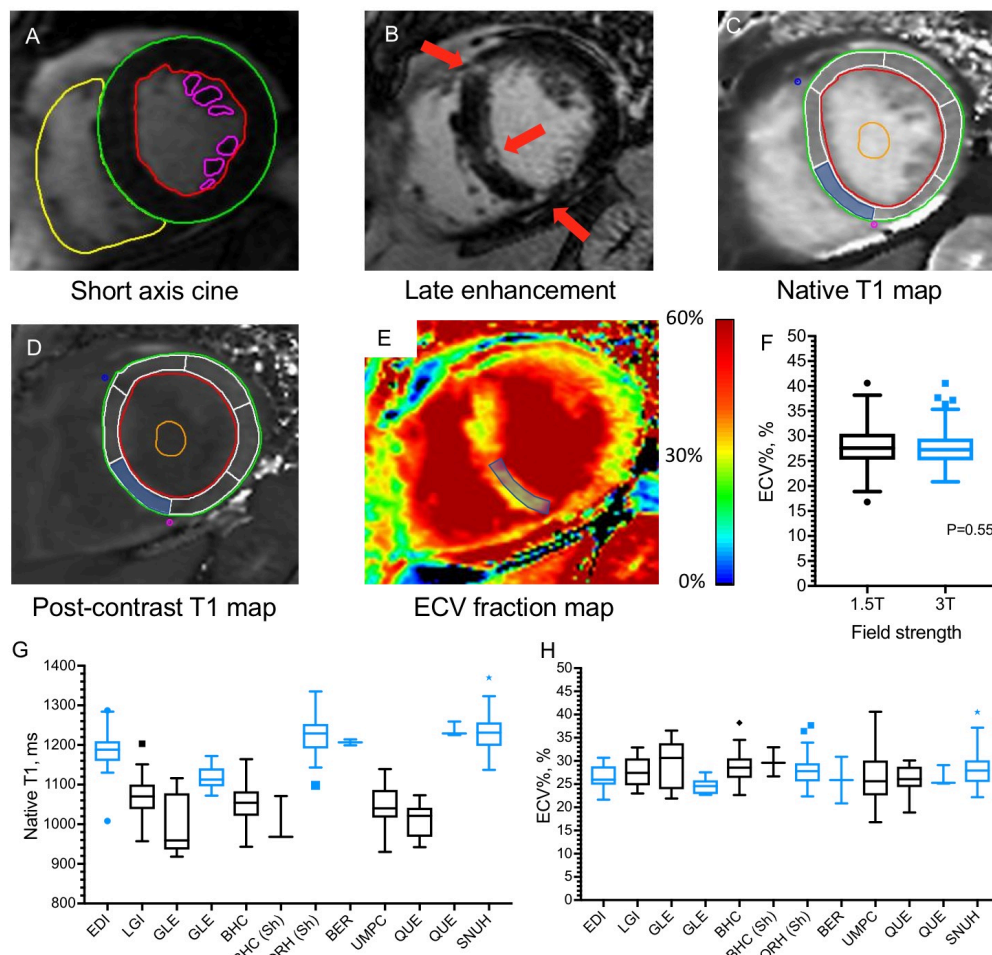 A
B
C
Short axis cine
Late enhancement
Native T1 map
D
E
60%
30%
0%
F
50
45
40
35
30
25
20
15
10
5
0
ECV%, %
P=0.55
1.5T
3T
Field strength
Post-contrast T1 map
ECV fraction map
G
1400
1300
1200
1100
1000
900
800
Native T1, ms
EDI
LGI
GLE
GLE
BHC
BHC (Sh)
QRH (Sh)
BER
UMPC
QUE
QUE
SNUH
H
50
45
40
35
30
25
20
15
10
5
0
ECV%, %
EDI
LGI
GLE
GLE
BHC
BHC (Sh)
QRH (Sh)
BER
UMPC
QUE
QUE
SNUH